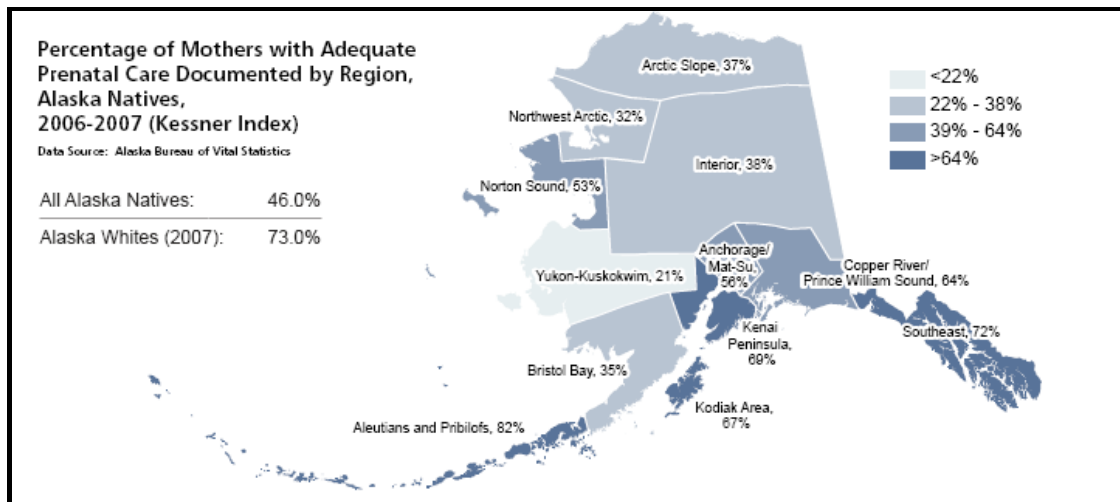 Percentage of Mothers with Adequate
Prenatal Care Documented by Region,
Alaska Natives,
2006-2007 (Kessner Index)
Data Source: Alaska Bureau of Vital Statistics
All Alaska Natives: 46.0%
Alaska Whites (2007): 73.0%
<22%
22% - 38%
39% - 64%
>64%
Arctic Slope, 37%
Northwest Arctic, 32%
Interior, 38%
Norton Sound, 53%
Anchorage/
Mat-Su,
56%
Yukon-Kuskokwim, 21%
Copper River/
Prince William Sound, 64%
Kenai
Peninsula,
69%
Southeast, 72%
Bristol Bay, 35%
Kodiak Area,
67%
Aleutians and Pribilofs, 82%